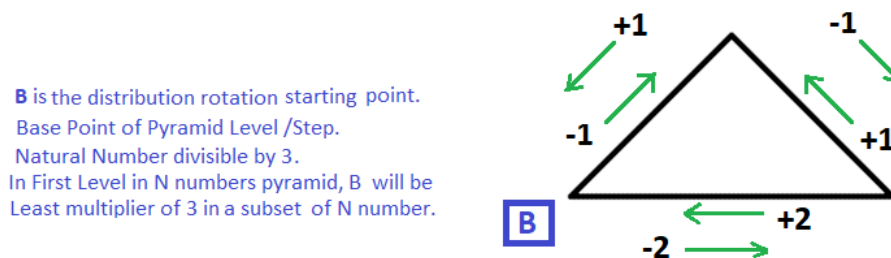 B is the distribution rotation starting point.
Base Point of Pyramid Level /Step.
Natural Number divisible by 3.
In First Level in N numbers pyramid, B will be
Least multiplier of 3 in a subset of N number.
+1
-1
-1
+1
B
+2
-2